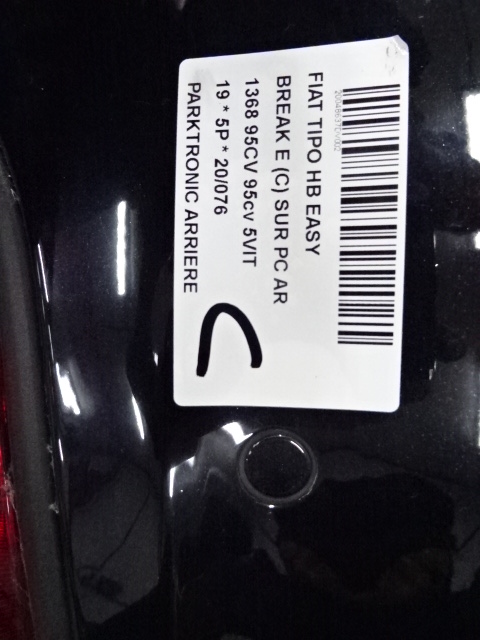 FIAT TIPO HB EASY
BREAK E (C) SUR PC AR
1368 95CV 95cv 5VIT
19 * 5P * 20/076
PARKTRONIC ARRIERE
C